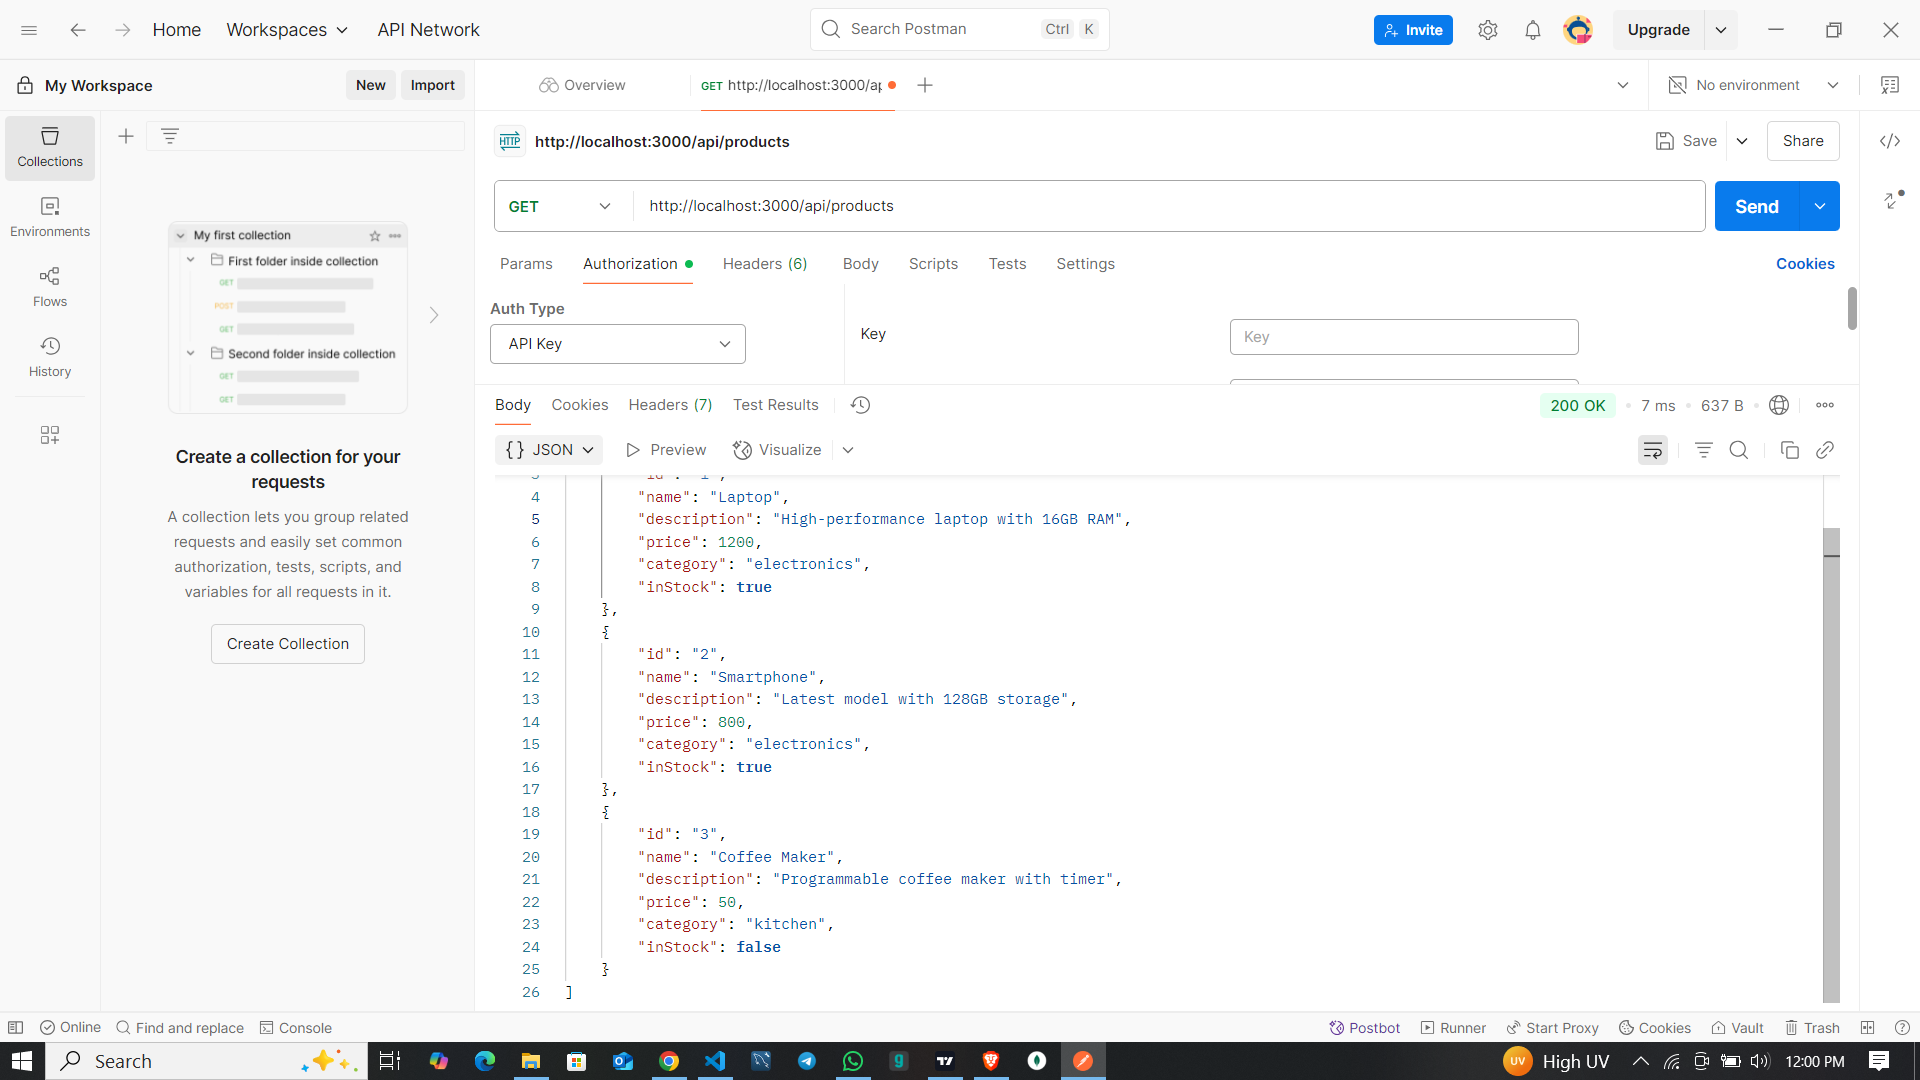 Home
Workspaces
API Network
Search Postman
Ctrl
K
Invite
Upgrade
My Workspace
New
Import
Overview
GET http://localhost:3000/ap
No environment
Collections
Environments
Flows
History
My first collection
First folder inside collection
GET
POST
GET
Second folder inside collection
GET
GET
Create a collection for your
requests
A collection lets you group related
requests and easily set common
authorization, tests, scripts, and
variables for all requests in it.
Create Collection
HTTP
http://localhost:3000/api/products
Save
Share
GET
http://localhost:3000/api/products
Send
Params
Authorization
Headers (6)
Body
Scripts
Tests
Settings
Cookies
Auth Type
API Key
Key
Key
Body
Cookies
Headers (7)
Test Results
200 OK
7 ms
637 B
{} JSON
Preview
Visualize
3 "id": "1",
4 "name": "Laptop",
5 "description": "High-performance laptop with 16GB RAM",
6 "price": 1200,
7 "category": "electronics",
8 "inStock": true
9 },
10 {
11 "id": "2",
12 "name": "Smartphone",
13 "description": "Latest model with 128GB storage",
14 "price": 800,
15 "category": "electronics",
16 "inStock": true
17 },
18 {
19 "id": "3",
20 "name": "Coffee Maker",
21 "description": "Programmable coffee maker with timer",
22 "price": 50,
23 "category": "kitchen",
24 "inStock": false
25 }
26 ]
Online
Find and replace
Console
Postbot
Runner
Start Proxy
Cookies
Vault
Trash
Search
UV
High UV
12:00 PM